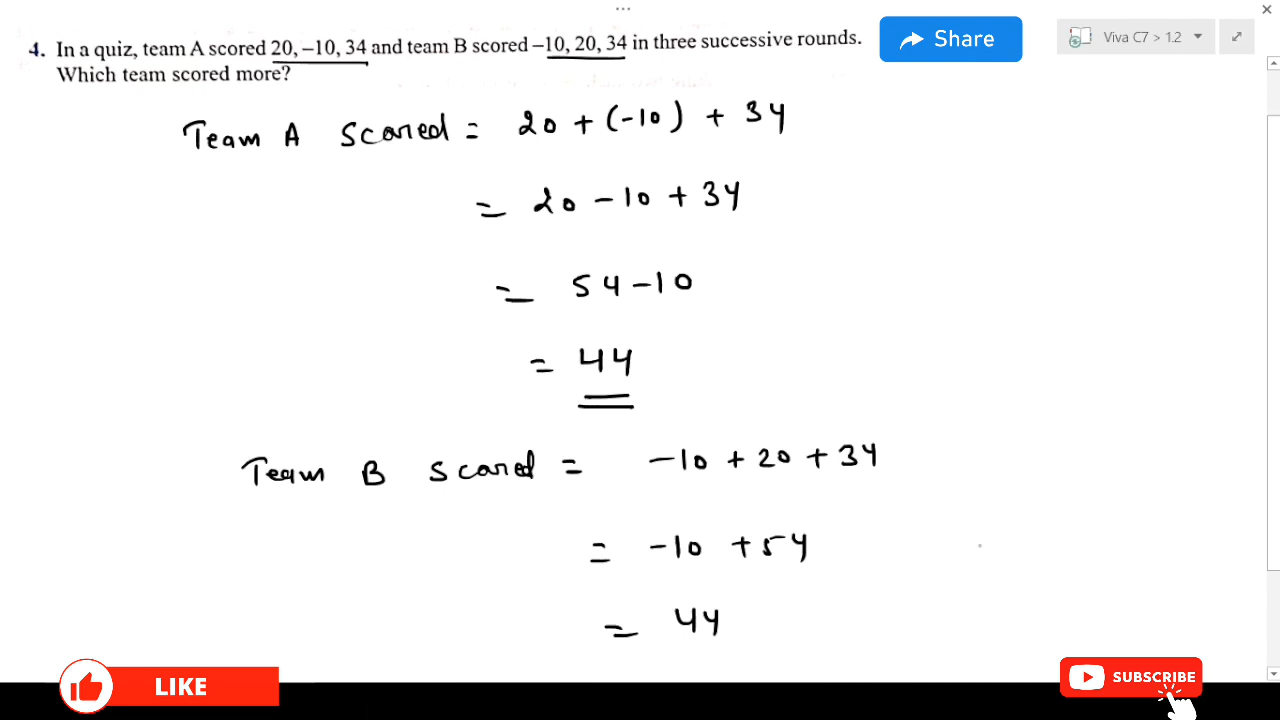 4. In a quiz, team A scored 20, –10, 34 and team B scored –10, 20, 34 in three successive rounds.
Which team scored more?
Share
Viva C7 > 1.2
Team A Scared = 20 + (-10) + 34
= 20 - 10 + 34
= 54 - 10
= 44
Team B Scared = -10 + 20 + 34
= -10 + 54
= 44
LIKE
SUBSCRIBE